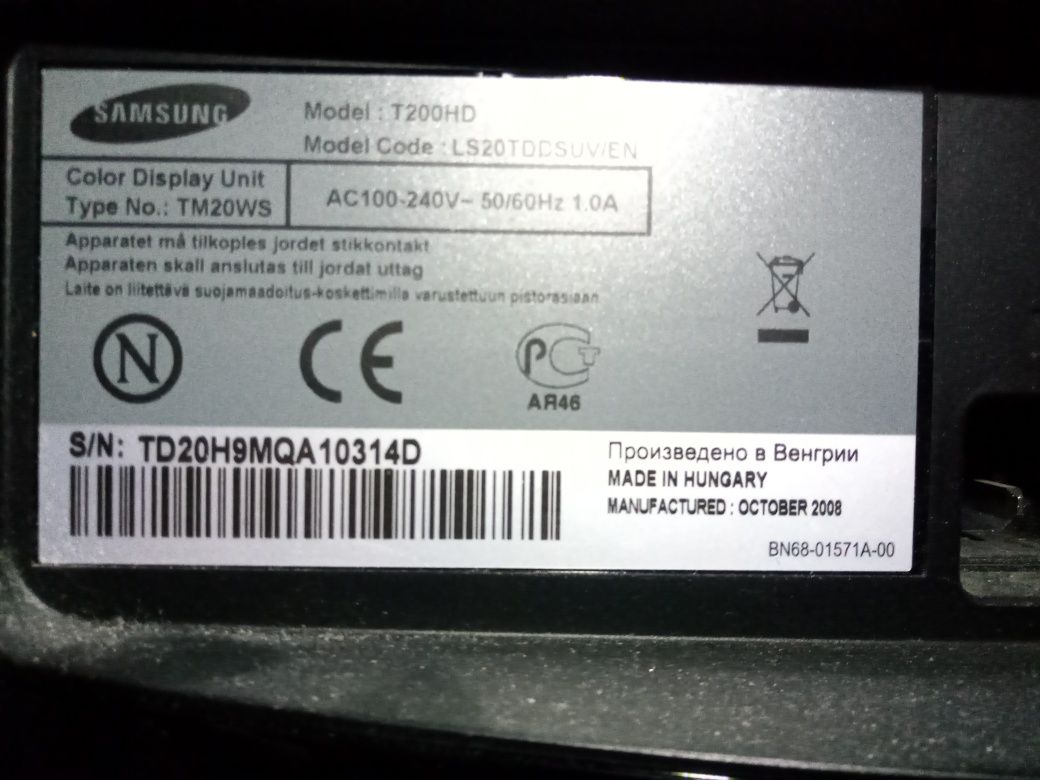 SAMSUNG
Model : T200HD
Model Code : LS20TDDSUV/EN
Color Display Unit
Type No.: TM20WS
AC100-240V~ 50/60Hz 1.0A
Apparatet må tilkoples jordet stikkontakt
Apparaten skall anslutas till jordat uttag
Laite on liitettävä suojamaadoitus-koskettimilla varustettuun pistorasiaan
N
CE
PCT
АЯ46
S/N: TD20H9MQA10314D
Произведено в Венгрии
MADE IN HUNGARY
MANUFACTURED : OCTOBER 2008
BN68-01571A-00